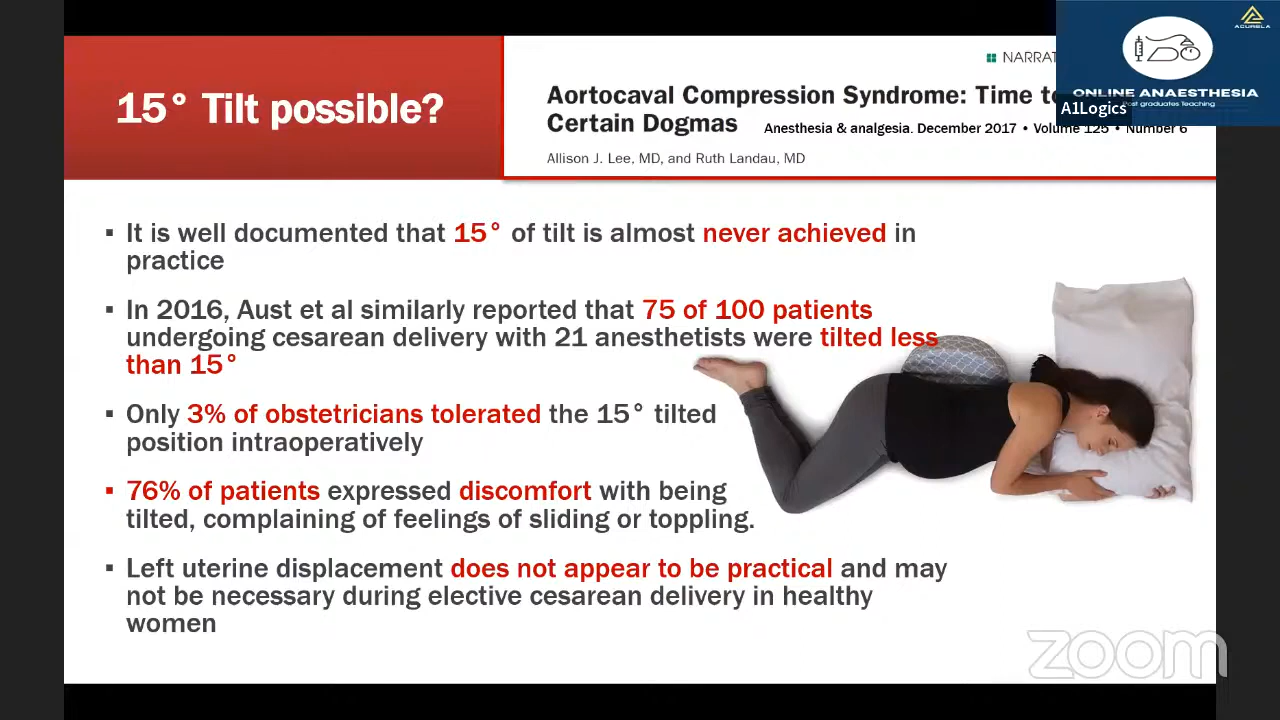 15° Tilt possible?
NARRAT
Aortocaval Compression Syndrome: Time to
Certain Dogmas
Anesthesia & analgesia. December 2017 • Volume 125 • Number 6
Allison J. Lee, MD, and Ruth Landau, MD
ACURELA
ONLINE ANAESTHESIA
Post graduates Teaching
A1Logics
▪ It is well documented that 15° of tilt is almost never achieved in
practice
▪ In 2016, Aust et al similarly reported that 75 of 100 patients
undergoing cesarean delivery with 21 anesthetists were tilted less
than 15°
▪ Only 3% of obstetricians tolerated the 15° tilted
position intraoperatively
▪ 76% of patients expressed discomfort with being
tilted, complaining of feelings of sliding or toppling.
▪ Left uterine displacement does not appear to be practical and may
not be necessary during elective cesarean delivery in healthy
women
zoom